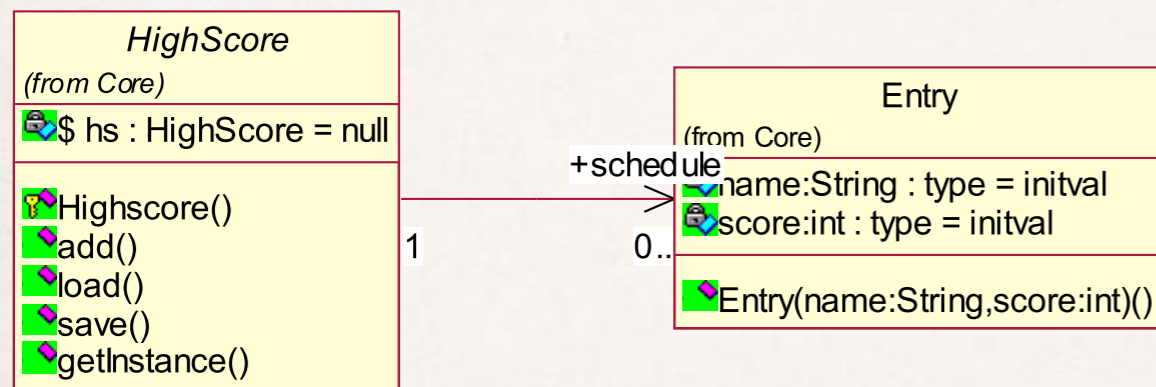 HighScore
(from Core)
$ hs : HighScore = null
Highscore()
add()
load()
save()
getInstance()
1
+schedule
0..
Entry
(from Core)
name:String : type = initval
score:int : type = initval
Entry(name:String,score:int)()